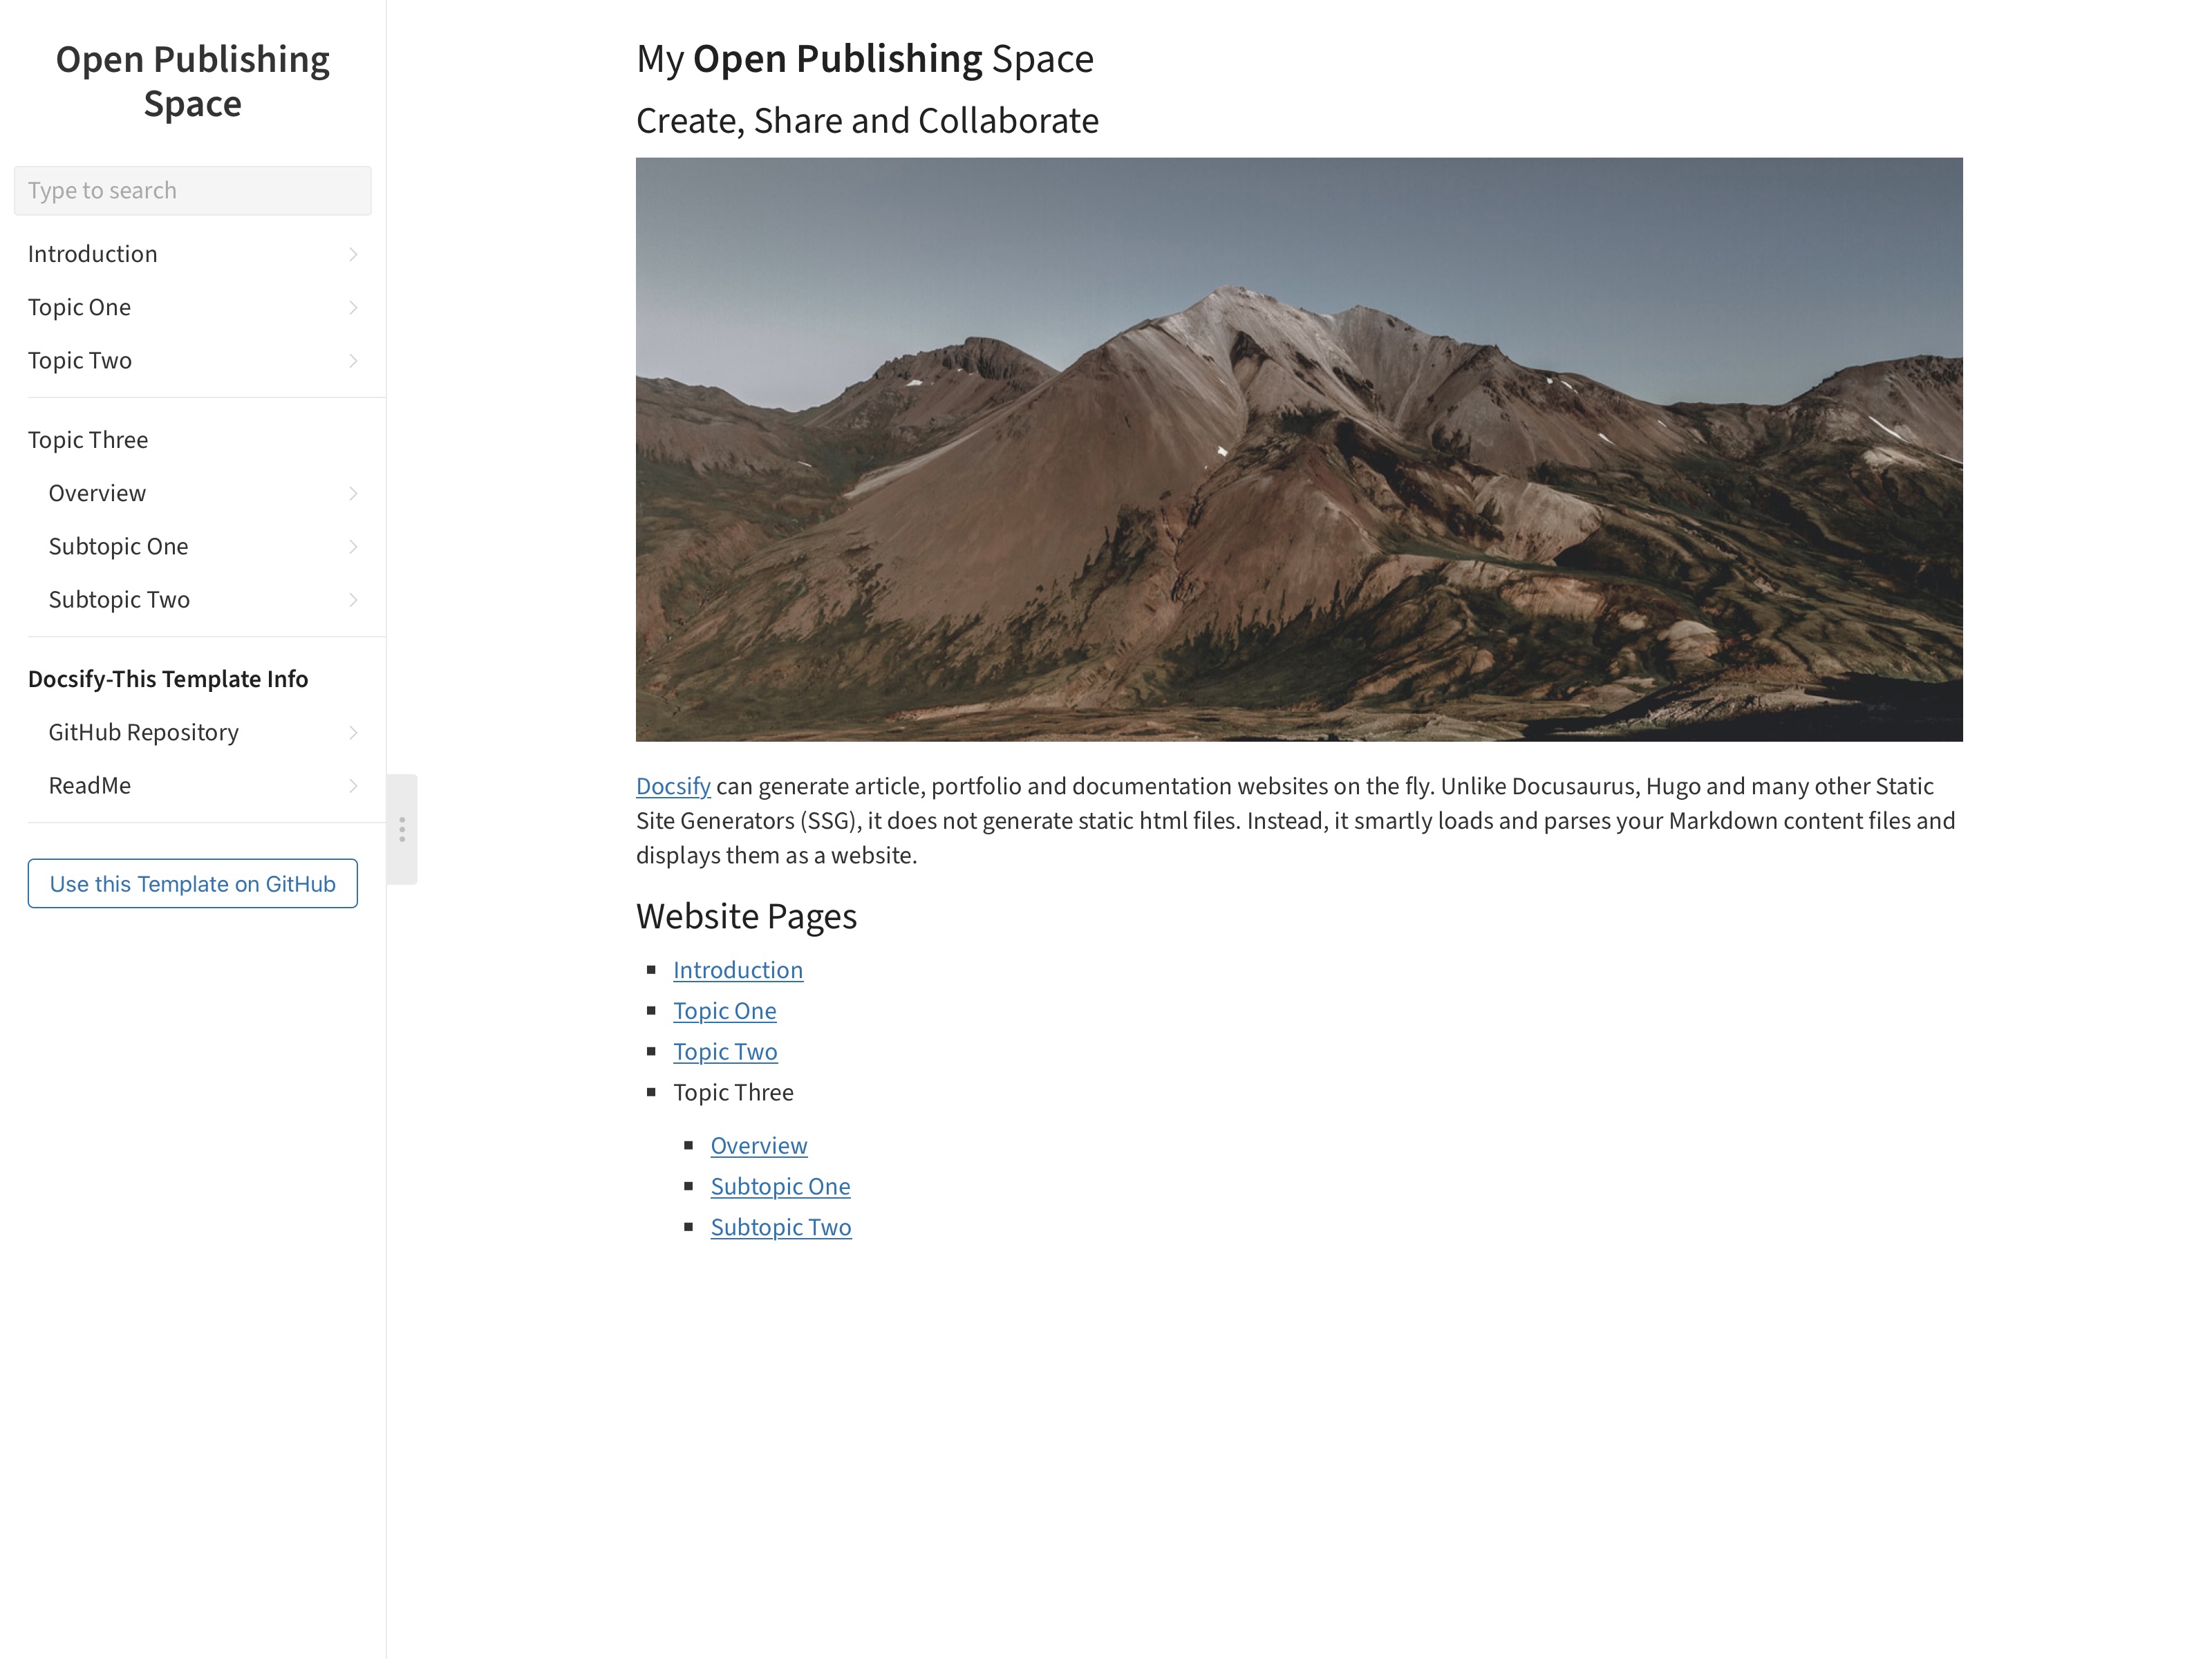 Open Publishing
Space
Type to search
Introduction
Topic One
Topic Two
Topic Three
Overview
Subtopic One
Subtopic Two
Docsify-This Template Info
GitHub Repository
ReadMe
Use this Template on GitHub
My Open Publishing Space
Create, Share and Collaborate
Docsify can generate article, portfolio and documentation websites on the fly. Unlike Docusaurus, Hugo and many other Static
Site Generators (SSG), it does not generate static html files. Instead, it smartly loads and parses your Markdown content files and
displays them as a website.
Website Pages
Introduction
Topic One
Topic Two
Topic Three
Overview
Subtopic One
Subtopic Two